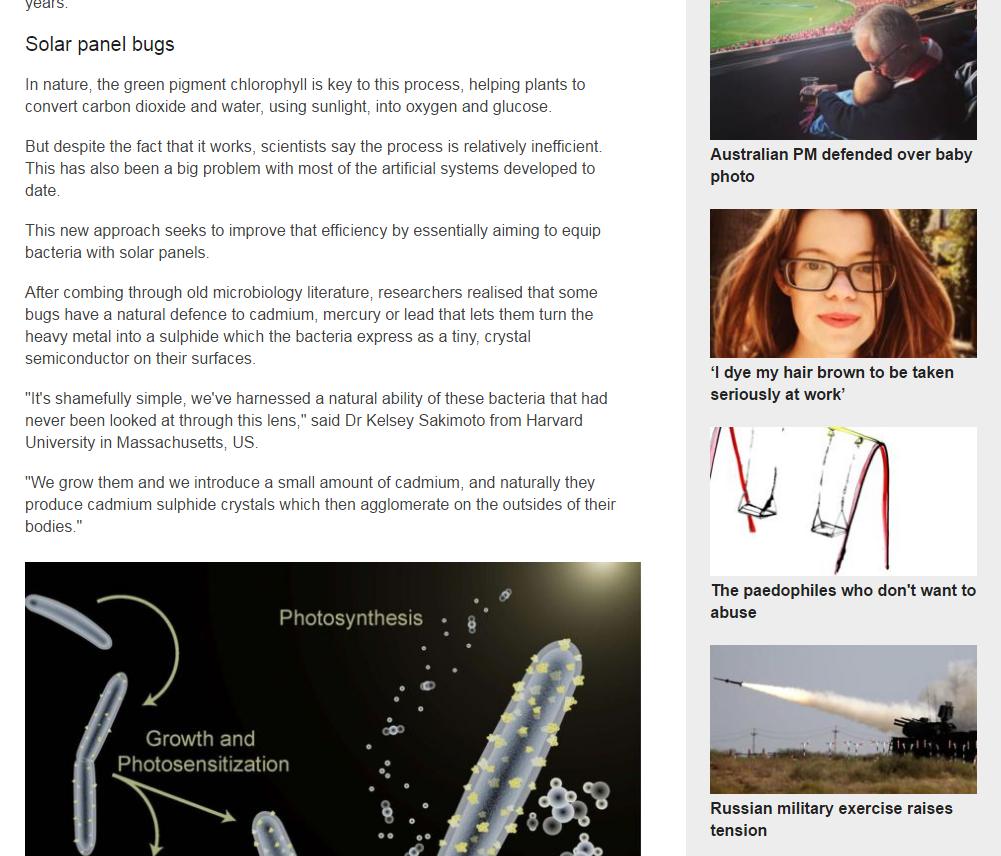 years.
Solar panel bugs
In nature, the green pigment chlorophyll is key to this process, helping plants to
convert carbon dioxide and water, using sunlight, into oxygen and glucose.
But despite the fact that it works, scientists say the process is relatively inefficient.
This has also been a big problem with most of the artificial systems developed to
date.
This new approach seeks to improve that efficiency by essentially aiming to equip
bacteria with solar panels.
After combing through old microbiology literature, researchers realised that some
bugs have a natural defence to cadmium, mercury or lead that lets them turn the
heavy metal into a sulphide which the bacteria express as a tiny, crystal
semiconductor on their surfaces.
"It's shamefully simple, we've harnessed a natural ability of these bacteria that had
never been looked at through this lens," said Dr Kelsey Sakimoto from Harvard
University in Massachusetts, US.
"We grow them and we introduce a small amount of cadmium, and naturally they
produce cadmium sulphide crystals which then agglomerate on the outsides of their
bodies."
Photosynthesis
Growth and
Photosensitization
Australian PM defended over baby
photo
‘I dye my hair brown to be taken
seriously at work’
The paedophiles who don't want to
abuse
Russian military exercise raises
tension